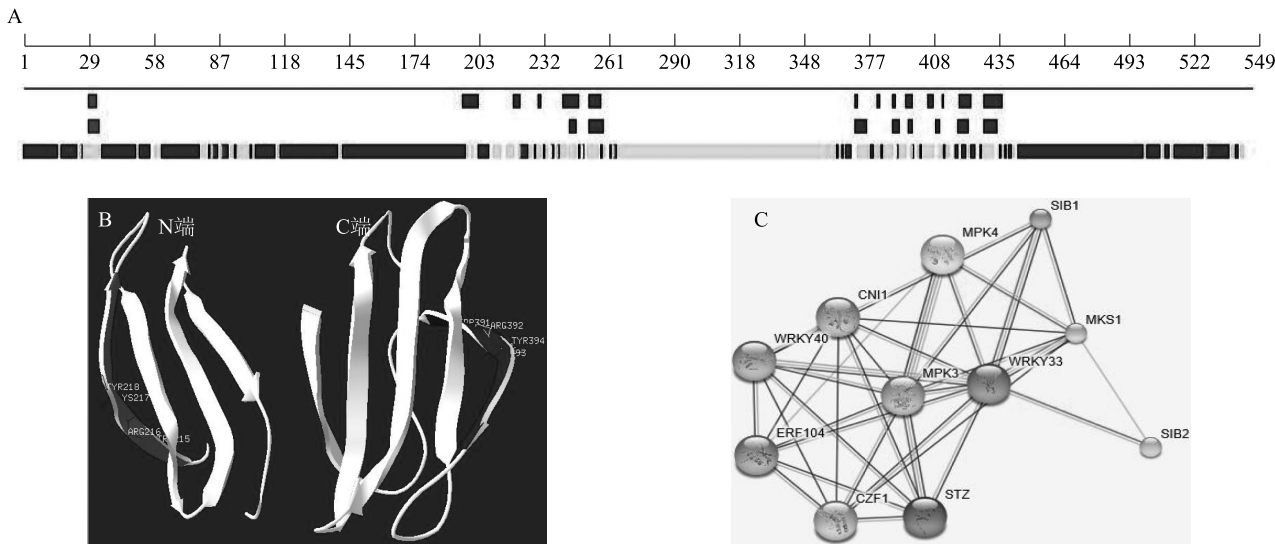 A
1 29 58 87 118 145 174 203 232 261 290 319 348 377 408 435 464 493 522 549
B
N端
C端
ARG392
TYR394
TYR218
YS217
ARG216
C
SIB1
MPK4
CNI1
MKS1
WRKY40
WRKY33
MPK3
ERF104
SIB2
CZF1
STZ